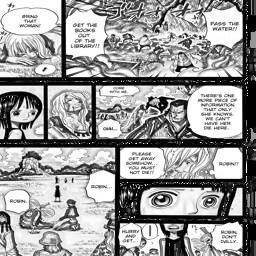 BRING
THAT
WOMAN!
GET THE
BOOKS
OUT
OF THE
LIBRARY!!
PASS THE
WATER!!
COME
WITH ME.
THERE'S ONE
MORE PIECE OF
INFORMATION
THAT ONLY
SHE KNOWS.
WE CAN'T
HAVE HER
DIE HERE.
PLEASE
GET AWAY
SOMEHOW...
YOU MUST
NOT DIE!!
ROBIN!!
ROBIN...
ROBIN.
HURRY
AND
GET...
!
ROBIN,
DON'T
DALLY.